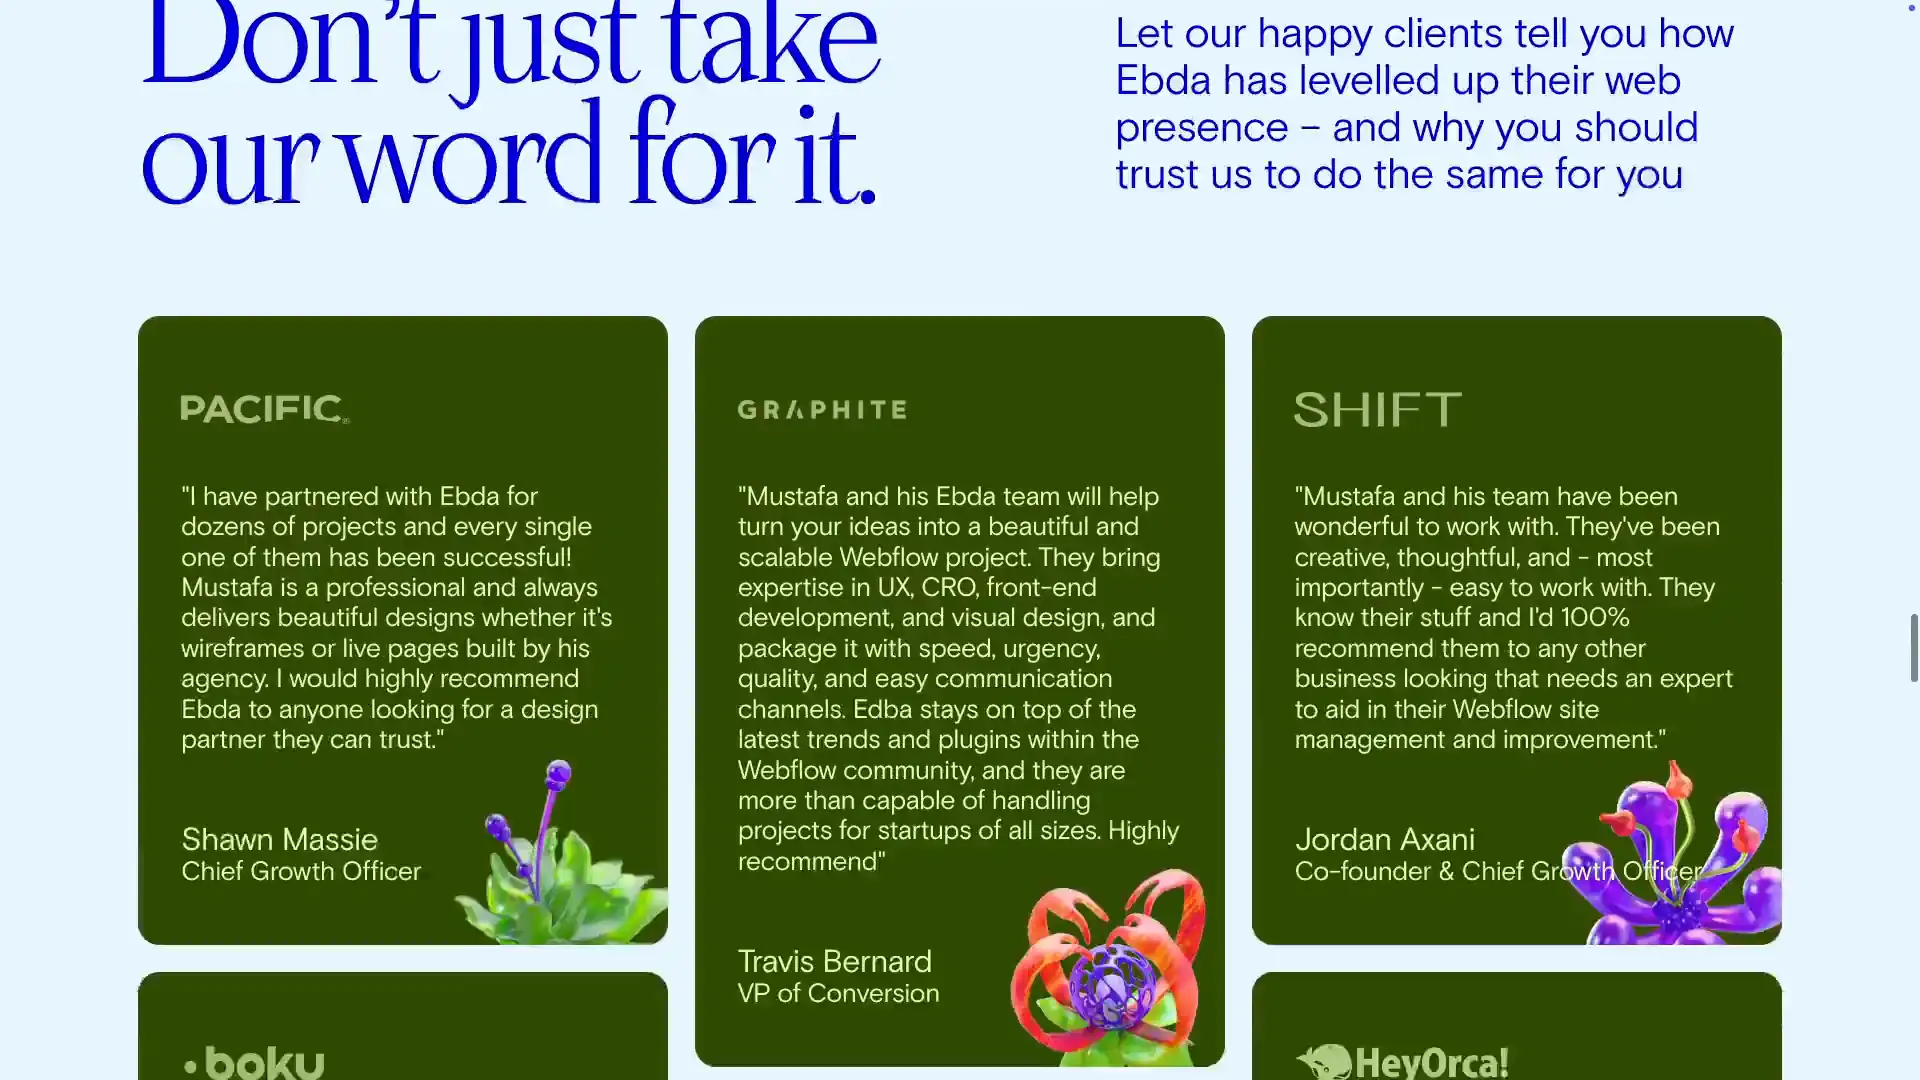 Don't just take
our word for it.
Let our happy clients tell you how
Ebda has levelled up their web
presence – and why you should
trust us to do the same for you
PACIFIC
"I have partnered with Ebda for
dozens of projects and every single
one of them has been successful!
Mustafa is a professional and always
delivers beautiful designs whether it's
wireframes or live pages built by his
agency. I would highly recommend
Ebda to anyone looking for a design
partner they can trust."
Shawn Massie
Chief Growth Officer
GRAPHITE
"Mustafa and his Ebda team will help
turn your ideas into a beautiful and
scalable Webflow project. They bring
expertise in UX, CRO, front-end
development, and visual design, and
package it with speed, urgency,
quality, and easy communication
channels. Edba stays on top of the
latest trends and plugins within the
Webflow community, and they are
more than capable of handling
projects for startups of all sizes. Highly
recommend"
Travis Bernard
VP of Conversion
SHIFT
"Mustafa and his team have been
wonderful to work with. They've been
creative, thoughtful, and – most
importantly – easy to work with. They
know their stuff and I'd 100%
recommend them to any other
business looking that needs an expert
to aid in their Webflow site
management and improvement."
Jordan Axani
Co-founder & Chief Growth Officer
boku
HeyOrca!